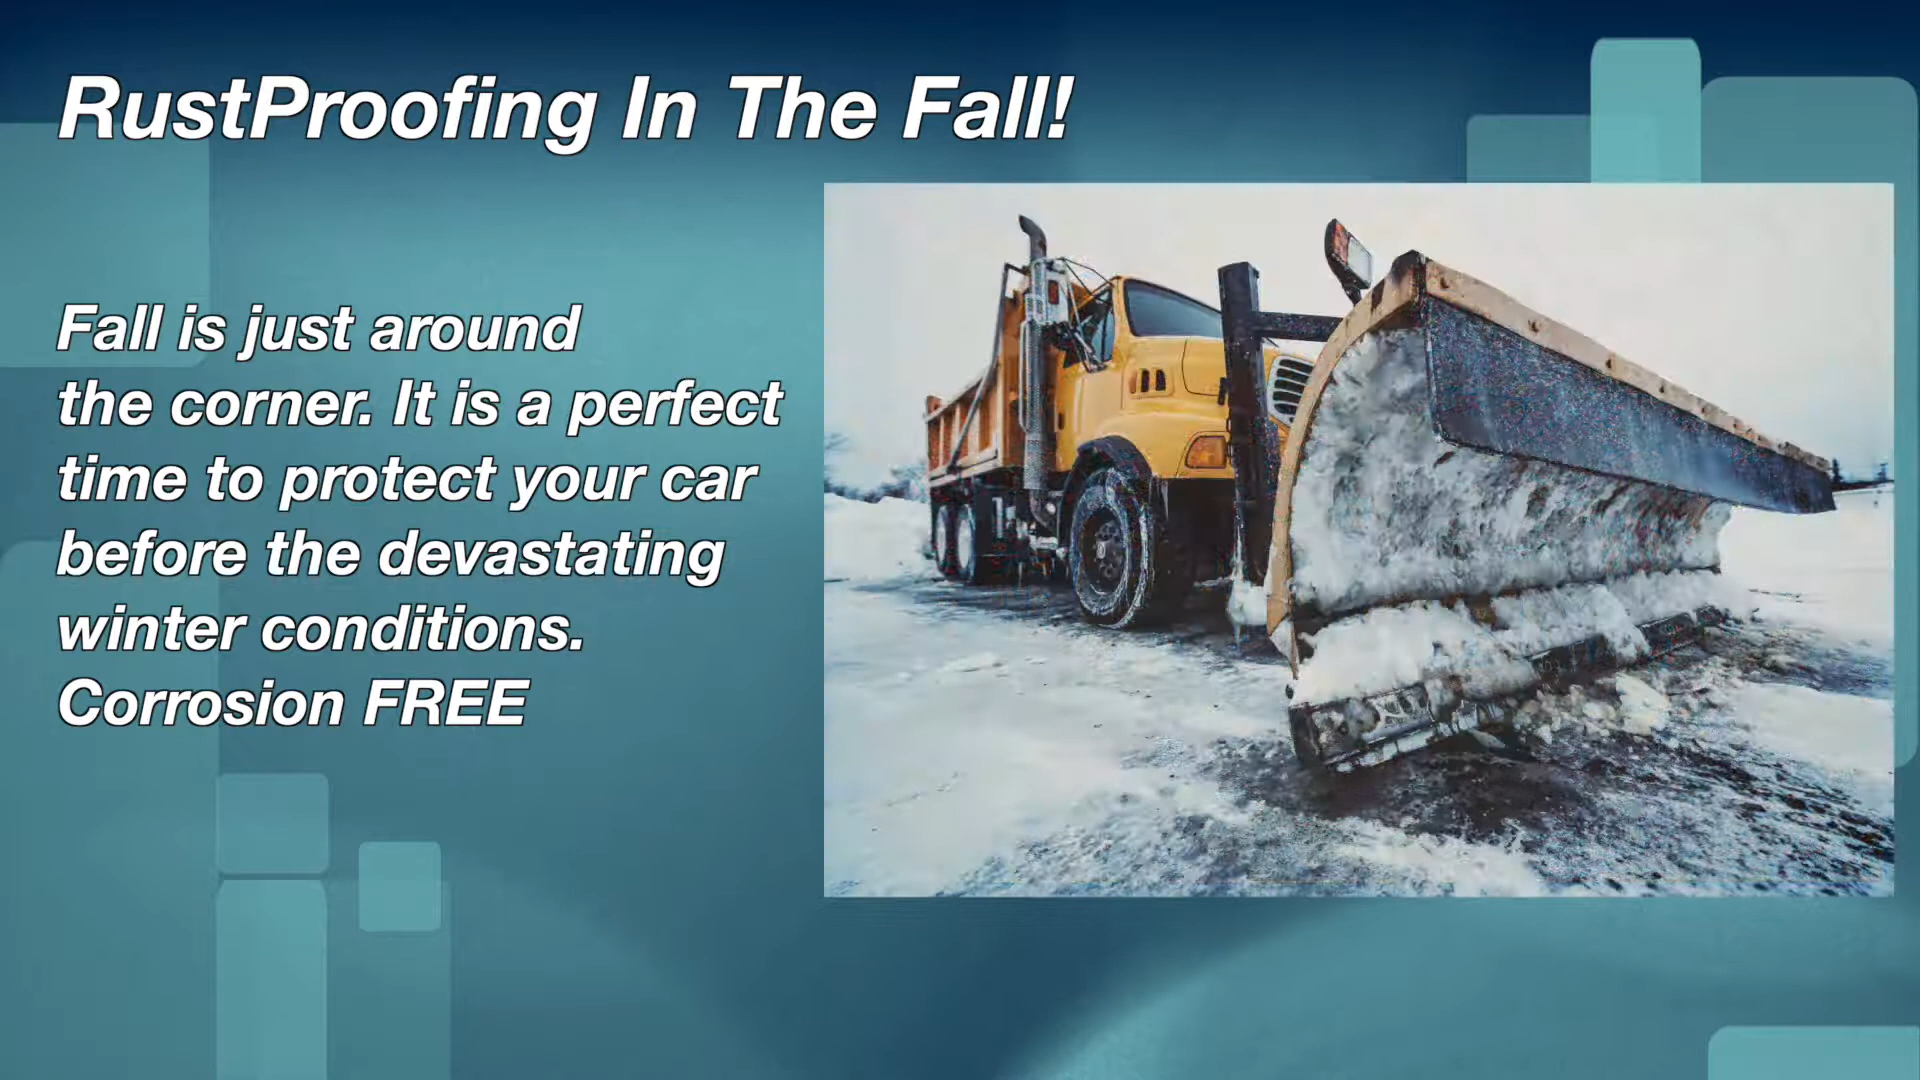 RustProofing In The Fall!
Fall is just around
the corner. It is a perfect
time to protect your car
before the devastating
winter conditions.
Corrosion FREE